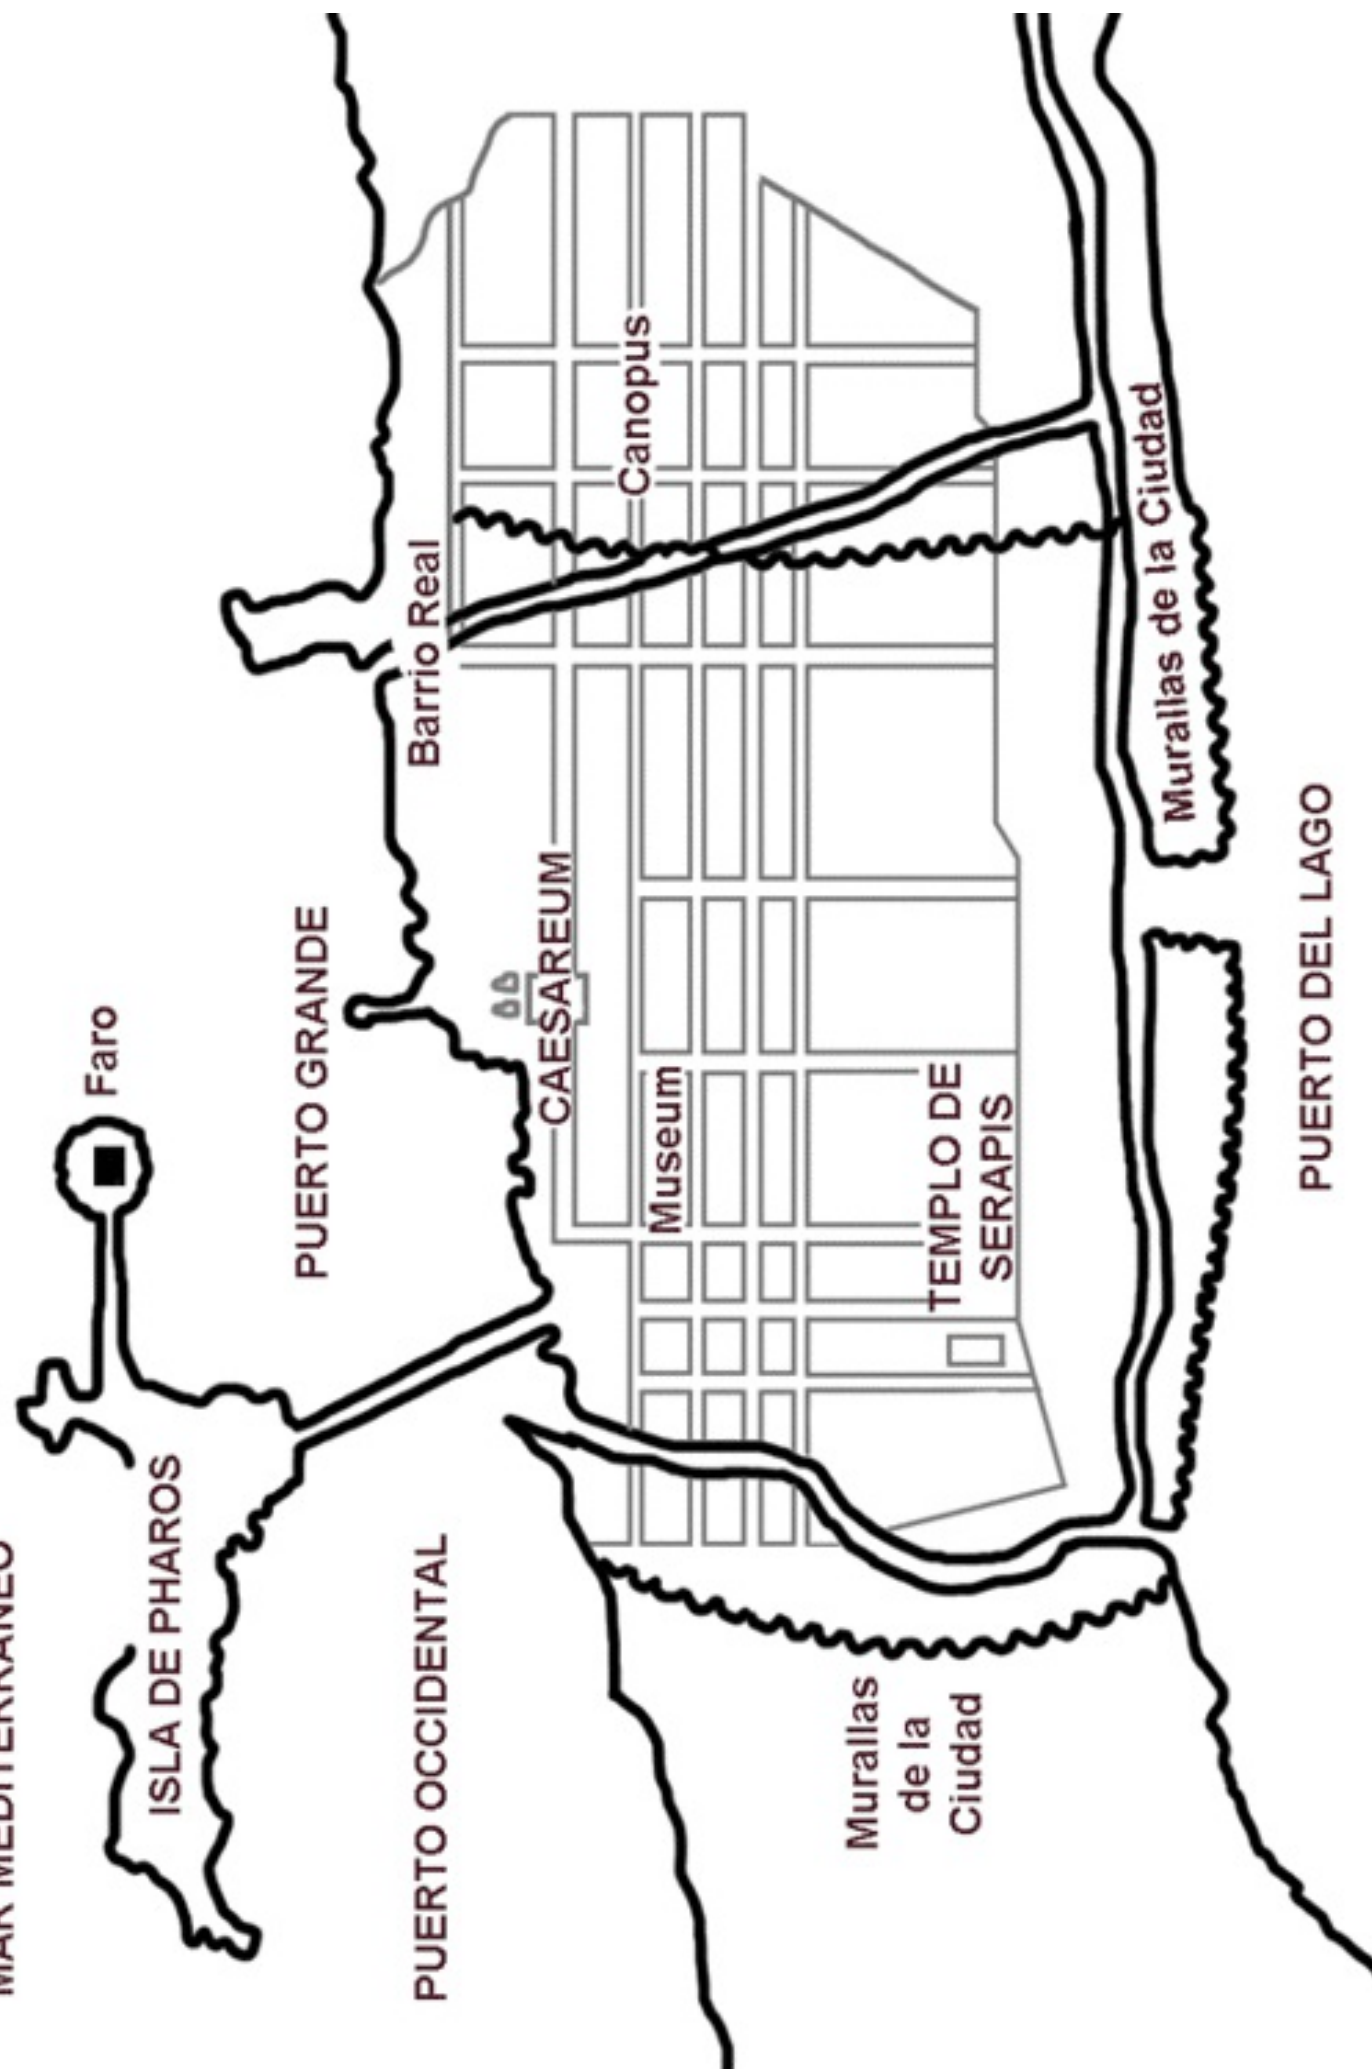 MAR MEDITERRANEO
Faro
ISLA DE PHAROS
PUERTO GRANDE
PUERTO OCCIDENTAL
Barrio Real
CAESAREUM
Canopus
Museum
TEMPLO DE
SERAPIS
Murallas
de la
Ciudad
Murallas de la Ciudad
PUERTO DEL LAGO